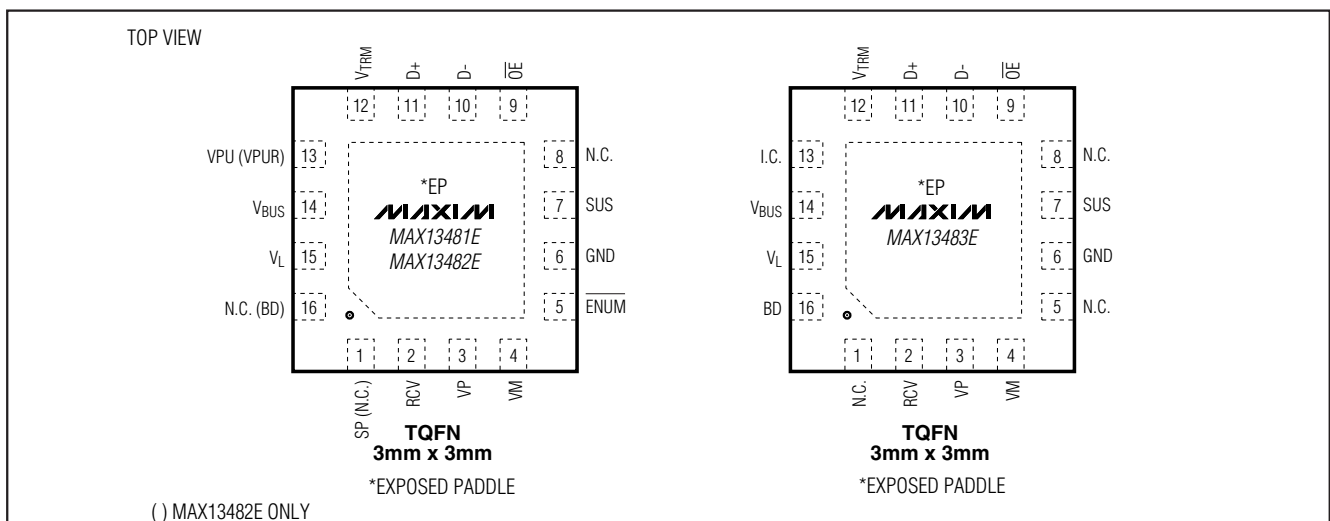 TOP VIEW
VTRM
D+
D-
OE
12
11
10
9
VPU (VPUR)
13
VBUS
14
VL
15
N.C. (BD)
16
8
N.C.
7
SUS
6
GND
5
ENUM
*EP
MAXIM
MAX13481E
MAX13482E
1
2
3
4
SP (N.C.)
RCV
VP
VM
TQFN
3mm x 3mm
*EXPOSED PADDLE
( ) MAX13482E ONLY
VTRM
D+
D-
OE
12
11
10
9
I.C.
13
VBUS
14
VL
15
BD
16
8
N.C.
7
SUS
6
GND
5
N.C.
*EP
MAXIM
MAX13483E
1
2
3
4
N.C.
RCV
VP
VM
TQFN
3mm x 3mm
*EXPOSED PADDLE